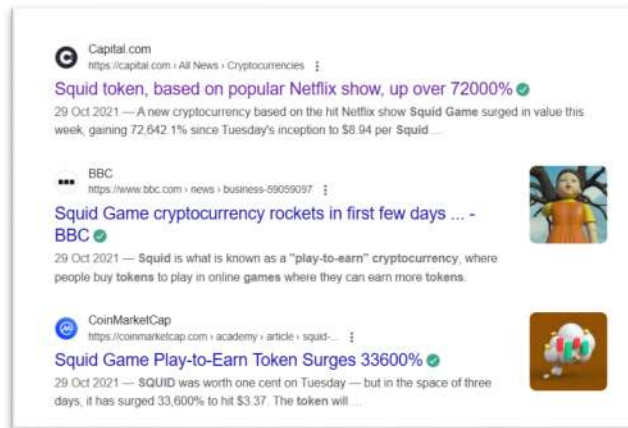 Capital.com
https://capital.com › All News › Cryptocurrencies
Squid token, based on popular Netflix show, up over 72000%
29 Oct 2021 — A new cryptocurrency based on the hit Netflix show Squid Game surged in value this
week, gaining 72,642.1% since Tuesday's inception to $8.94 per Squid ...
BBC
https://www.bbc.com › news › business-59059097
Squid Game cryptocurrency rockets in first few days ... -
BBC
29 Oct 2021 — Squid is what is known as a "play-to-earn" cryptocurrency, where
people buy tokens to play in online games where they can earn more tokens.
CoinMarketCap
https://coinmarketcap.com › academy › article › squid-...
Squid Game Play-to-Earn Token Surges 33600%
29 Oct 2021 — SQUID was worth one cent on Tuesday — but in the space of three
days, it has surged 33,600% to hit $3.37. The token will ...